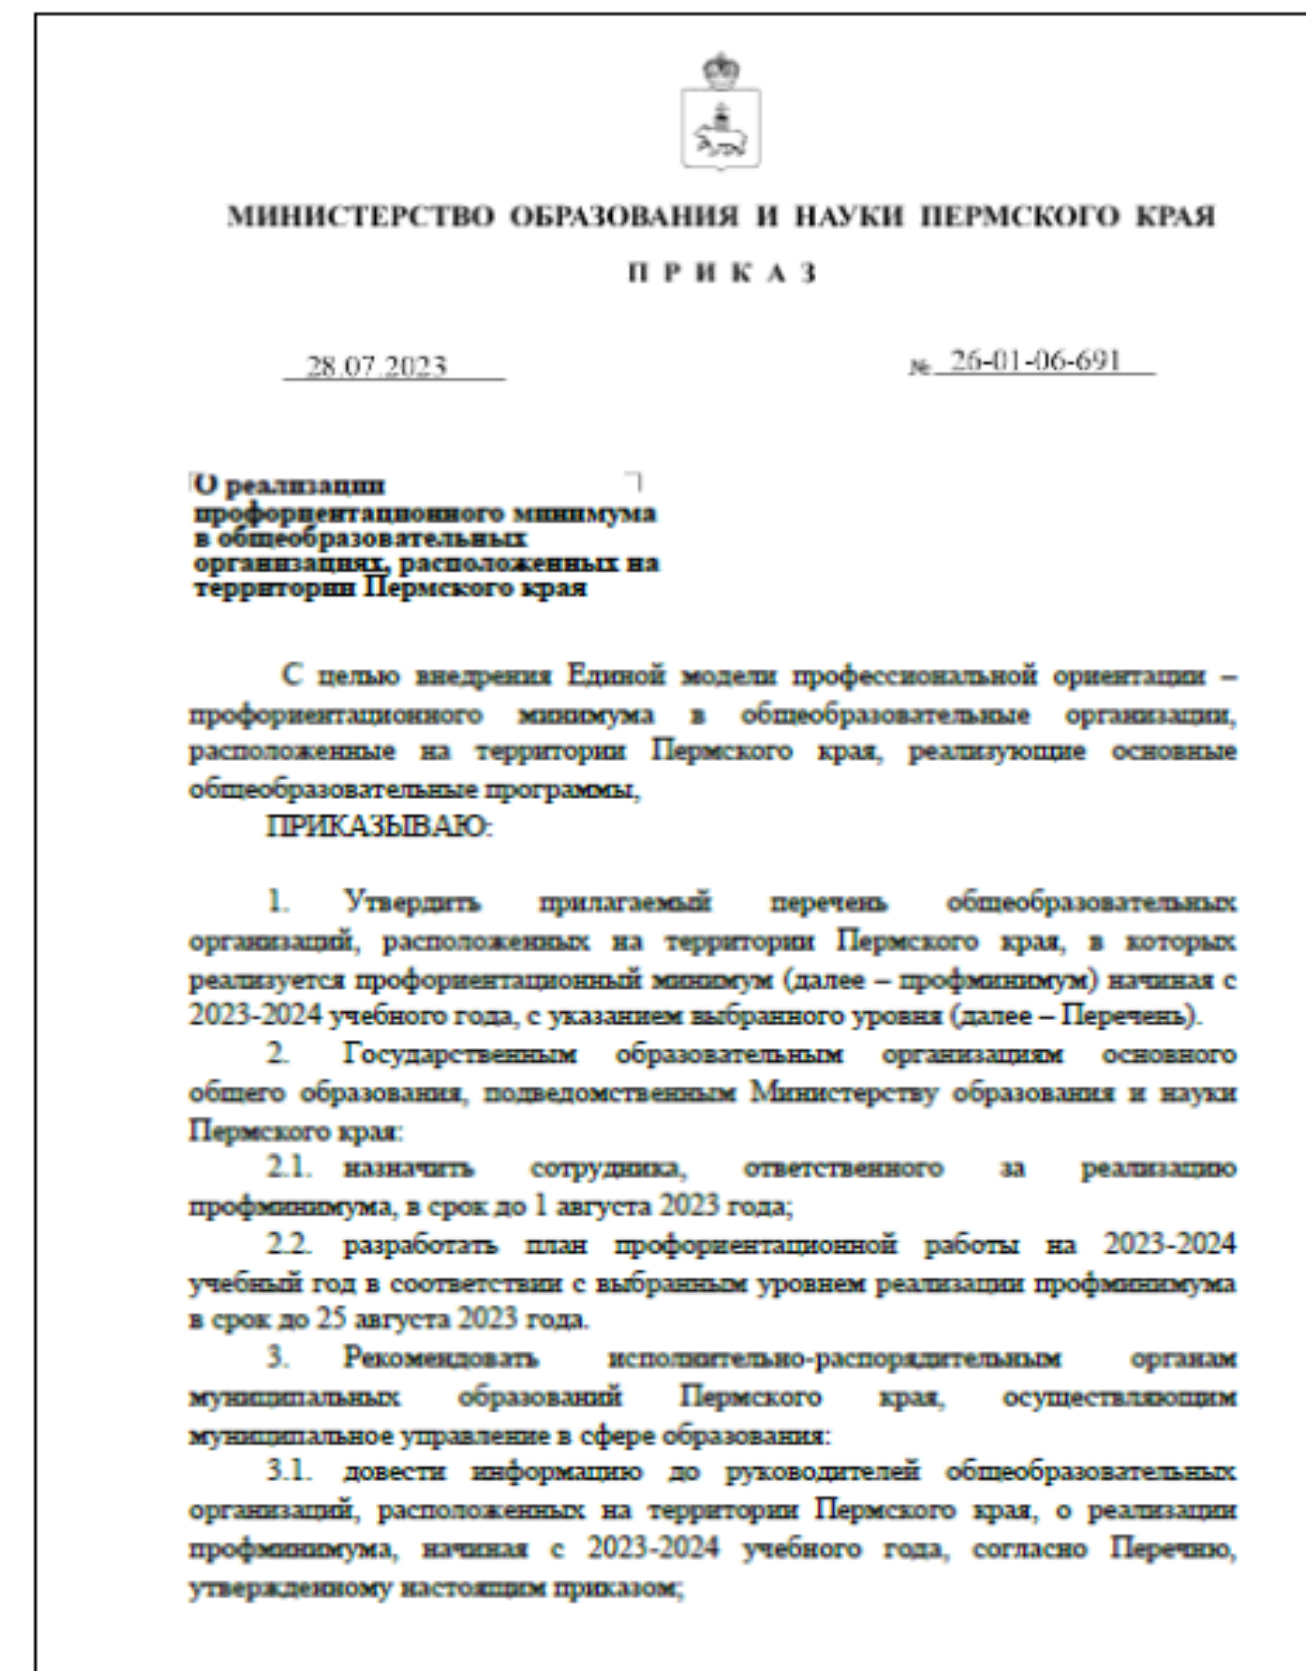 МИНИСТЕРСТВО ОБРАЗОВАНИЯ И НАУКИ ПЕРМСКОГО КРАЯ
П Р И К А З
28.07.2023
№ 26-01-06-691
О реализации
профориентационного минимума
в общеобразовательных
организациях, расположенных на
территории Пермского края
С целью внедрения Единой модели профессиональной ориентации –
профориентационного минимума в общеобразовательные организации,
расположенные на территории Пермского края, реализующие основные
общеобразовательные программы,
ПРИКАЗЫВАЮ:
1. Утвердить прилагаемый перечень общеобразовательных
организаций, расположенных на территории Пермского края, в которых
реализуется профориентационный минимум (далее – профминимум) начиная с
2023-2024 учебного года, с указанием выбранного уровня (далее – Перечень).
2. Государственным образовательным организациям основного
общего образования, подведомственным Министерству образования и науки
Пермского края:
2.1. назначить сотрудника, ответственного за реализацию
профминимума, в срок до 1 августа 2023 года;
2.2. разработать план профориентационной работы на 2023-2024
учебный год в соответствии с выбранным уровнем реализации профминимума
в срок до 25 августа 2023 года.
3. Рекомендовать исполнительно-распорядительным органам
муниципальных образований Пермского края, осуществляющим
муниципальное управление в сфере образования:
3.1. довести информацию до руководителей общеобразовательных
организаций, расположенных на территории Пермского края, о реализации
профминимума, начиная с 2023-2024 учебного года, согласно Перечню,
утвержденному настоящим приказом;